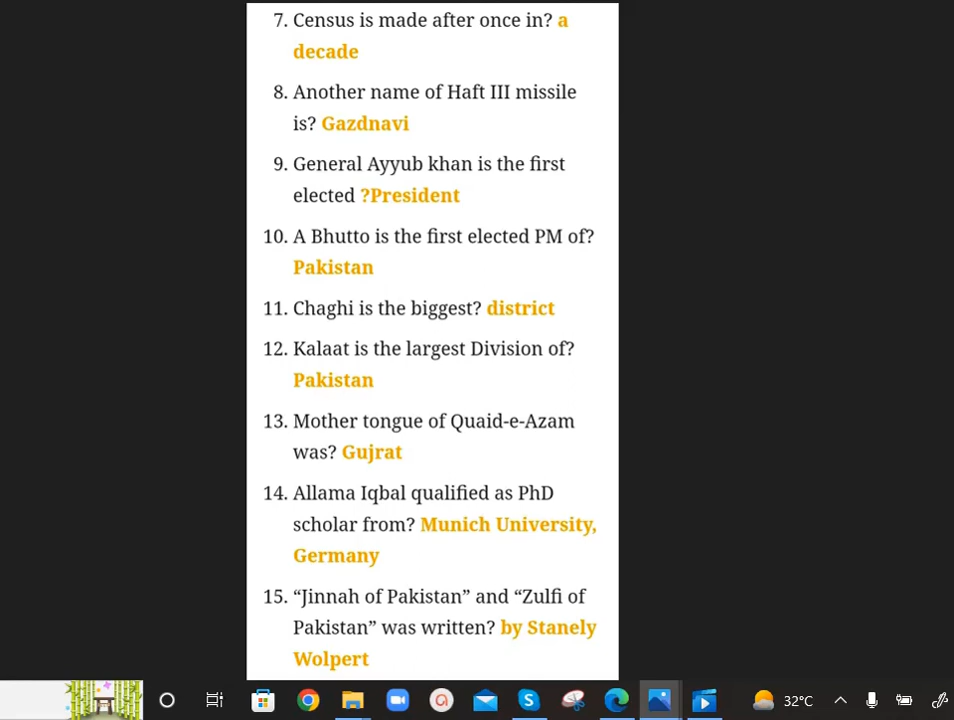 7. Census is made after once in? a
decade
8. Another name of Haft III missile
is? Gazdnavi
9. General Ayyub khan is the first
elected ?President
10. A Bhutto is the first elected PM of?
Pakistan
11. Chaghi is the biggest? district
12. Kalaat is the largest Division of?
Pakistan
13. Mother tongue of Quaid-e-Azam
was? Gujrat
14. Allama Iqbal qualified as PhD
scholar from? Munich University,
Germany
15. “Jinnah of Pakistan” and “Zulfi of
Pakistan” was written? by Stanely
Wolpert
32°C